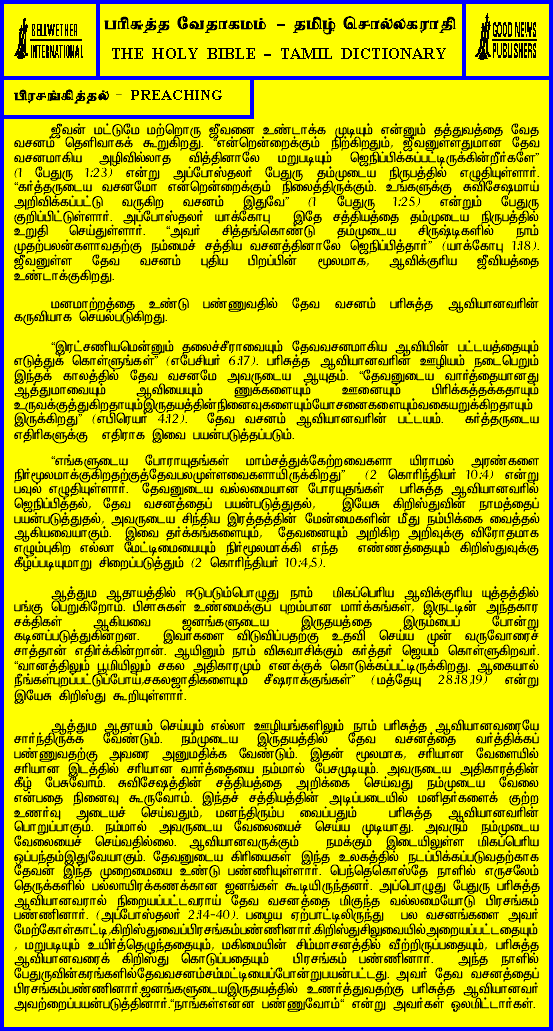 BELLWETHER
INTERNATIONAL
பரிசுத்த வேதாகமம் – தமிழ் சொல்லகராதி
THE HOLY BIBLE – TAMIL DICTIONARY
GOOD NEWS
PUBLISHERS
பிரசங்கித்தல் – PREACHING
ஜீவன் மட்டுமே மற்றொரு ஜீவனை உண்டாக்க முடியும் என்னும் தத்துவத்தை வேத
வசனம் தெளிவாகக் கூறுகிறது. "என்றென்றைக்கும் நிற்கிறதும், ஜீவனுள்ளதுமான தேவ
வசனமாகிய அழிவில்லாத வித்தினாலே மறுபடியும் ஜெநிப்பிக்கப்பட்டிருக்கின்றீர்களே"
(1 பேதுரு 1:23) என்று அப்போஸ்தலர் பேதுரு தம்முடைய நிருபத்தில் எழுதியுள்ளார்.
"கர்த்தருடைய வசனமோ என்றென்றைக்கும் நிலைத்திருக்கும். உங்களுக்கு சுவிசேஷமாய்
அறிவிக்கப்பட்டு வருகிற வசனம் இதுவே" (1 பேதுரு 1:25) என்றும் பேதுரு
குறிப்பிட்டுள்ளார். அப்போஸ்தலர் யாக்கோபு இதே சத்தியத்தை தம்முடைய நிருபத்தில்
உறுதி செய்துள்ளார். "அவர் சித்தங்கொண்டு தம்முடைய சிருஷ்டிகளில் நாம்
முதற்பலன்களாவதற்கு நம்மைச் சத்திய வசனத்தினாலே ஜெநிப்பித்தார்" (யாக்கோபு 1:18).
ஜீவனுள்ள தேவ வசனம் புதிய பிறப்பின் மூலமாக, ஆவிக்குரிய ஜீவியத்தை
உண்டாக்குகிறது.
மனமாற்றத்தை உண்டு பண்ணுவதில் தேவ வசனம் பரிசுத்த ஆவியானவரின்
கருவியாக செயல்படுகிறது.
"இரட்சணியமென்னும் தலைச்சீராவையும் தேவவசனமாகிய ஆவியின் பட்டயத்தையும்
எடுத்துக் கொள்ளுங்கள்" (எபேசியர் 6:17). பரிசுத்த ஆவியானவரின் ஊழியம் நடைபெறும்
இந்தக் காலத்தில் தேவ வசனமே அவருடைய ஆயுதம். "தேவனுடைய வார்த்தையானது
ஆத்துமாவையும் ஆவியையும் ணுக்களையும் ஊனையும் பிரிக்கத்தக்கதாயும்
உருவக்குத்துகிறதாயும்இருதயத்தின்நினைவுகளையும்யோசனைகளையும்வகையறுக்கிறதாயும்
இருக்கிறது" (எபிரெயர் 4:12). தேவ வசனம் ஆவியானவரின் பட்டயம். கர்த்தருடைய
எதிரிகளுக்கு எதிராக இவை பயன்படுத்தப்படும்.
"எங்களுடைய போராயுதங்கள் மாம்சத்துக்கேற்றவைகளா யிராமல் அரண்களை
நிர்மூலமாக்குகிறதற்குத்தேவபலமுள்ளவைகளாயிருக்கிறது" (2 கொரிந்தியர் 10:4) என்று
பவுல் எழுதியுள்ளார். தேவனுடைய வல்லமையான போராயுதங்கள் பரிசுத்த ஆவியானவரில்
ஜெநிப்பித்தல், தேவ வசனத்தைப் பயன்படுத்துதல், இயேசு கிறிஸ்துவின் நாமத்தைப்
பயன்படுத்துதல், அவருடைய சிந்திய இரத்தத்தின் மேன்மைகளின் மீது நம்பிக்கை வைத்தல்
ஆகியவையாகும். இவை தர்க்கங்களையும், தேவனையும் அறிகிற அறிவுக்கு விரோதமாக
எழும்புகிற எல்லா மேட்டிமையையும் நிர்மூலமாக்கி எந்த எண்ணத்தையும் கிறிஸ்துவுக்கு
கீழ்ப்படியுமாறு சிறைப்படுத்தும் (2 கொரிந்தியர் 10:4,5).
ஆத்தும ஆதாயத்தில் ஈடுபடும்பொழுது நாம் மிகப்பெரிய ஆவிக்குரிய யுத்தத்தில்
பங்கு பெறுகிறோம். பிசாசுகள் உண்மைக்குப் புறம்பான மார்க்கங்கள், இருட்டின் அந்தகார
சக்திகள் ஆகியவை ஜனங்களுடைய இருதயத்தை இரும்பைப் போன்று
கடினப்படுத்துகின்றன. இவர்களை விடுவிப்பதற்கு உதவி செய்ய முன் வருவோரைச்
சாத்தான் எதிர்க்கின்றான். ஆயினும் நாம் விசுவாசிக்கும் கர்த்தர் ஜெயம் கொள்ளுகிறவர்.
"வானத்திலும் பூமியிலும் சகல அதிகாரமும் எனக்குக் கொடுக்கப்பட்டிருக்கிறது. ஆகையால்
நீங்கள்புறப்பட்டுப்போய்,சகலஜாதிகளையும் சீஷராக்குங்கள்" (மத்தேயு 28:18,19) என்று
இயேசு கிறிஸ்து கூறியுள்ளார்.
ஆத்தும ஆதாயம் செய்யும் எல்லா ஊழியங்களிலும் நாம் பரிசுத்த ஆவியானவரையே
சார்ந்திருக்க வேண்டும். நம்முடைய இருதயத்தில் தேவ வசனத்தை வார்த்திக்கப்
பண்ணுவதற்கு அவரை அனுமதிக்க வேண்டும். இதன் மூலமாக, சரியான வேளையில்
சரியான இடத்தில் சரியான வார்த்தையை நம்மால் பேசமுடியும். அவருடைய அதிகாரத்தின்
கீழ் பேசுவோம். சுவிசேஷத்தின் சத்தியத்தை அறிக்கை செய்வது நம்முடைய வேலை
என்பதை நினைவு கூருவோம். இந்தச் சத்தியத்தின் அடிப்படையில் மனிதர்களைக் குற்ற
உணர்வு அடையச் செய்வதும், மனந்திரும்ப வைப்பதும் பரிசுத்த ஆவியானவரின்
பொறுப்பாகும். நம்மால் அவருடைய வேலையைச் செய்ய முடியாது. அவரும் நம்முடைய
வேலையைச் செய்வதில்லை. ஆவியானவருக்கும் நமக்கும் இடையிலுள்ள மிகப்பெரிய
ஒப்பந்தம்இதுவேயாகும். தேவனுடைய கிரியைகள் இந்த உலகத்தில் நடப்பிக்கப்படுவதற்காக
தேவன் இந்த முறைமையை உண்டு பண்ணியுள்ளார். பெந்தெகொஸ்தே நாளில் எருசலேம்
தெருக்களில் பல்லாயிரக்கணக்கான ஜனங்கள் கூடியிருந்தனர். அப்பொழுது பேதுரு பரிசுத்த
ஆவியானவரால் நிறையப்பட்டவராய் தேவ வசனத்தை மிகுந்த வல்லமையோடு பிரசங்கம்
பண்ணினார். (அப்போஸ்தலர் 2:14-40). பழைய ஏற்பாட்டிலிருந்து பல வசனங்களை அவர்
மேற்கோள்காட்டி,கிறிஸ்துவைப்பிரசங்கம்பண்ணினார்.கிறிஸ்துசிலுவையில்அறையப்பட்டதையும்
, மறுபடியும் உயிர்த்தெழுந்ததையும், மகிமையின் சிம்மாசனத்தில் வீற்றிருப்பதையும், பரிசுத்த
ஆவியானவரைக் கிறிஸ்து கொடுப்பதையும் பிரசங்கம் பண்ணினார். அந்த நாளில்
பேதுருவின்கரங்களில்தேவவசனம்சம்மட்டியைப்போன்றுபயன்பட்டது. அவர் தேவ வசனத்தைப்
பிரசங்கம்பண்ணினார்.ஜனங்களுடையஇருதயத்தில் உணர்த்துவதற்கு பரிசுத்த ஆவியானவர்
அவற்றைப்பயன்படுத்தினார்."நாங்கள்என்ன பண்ணுவோம்" என்று அவர்கள் ஓலமிட்டார்கள்.